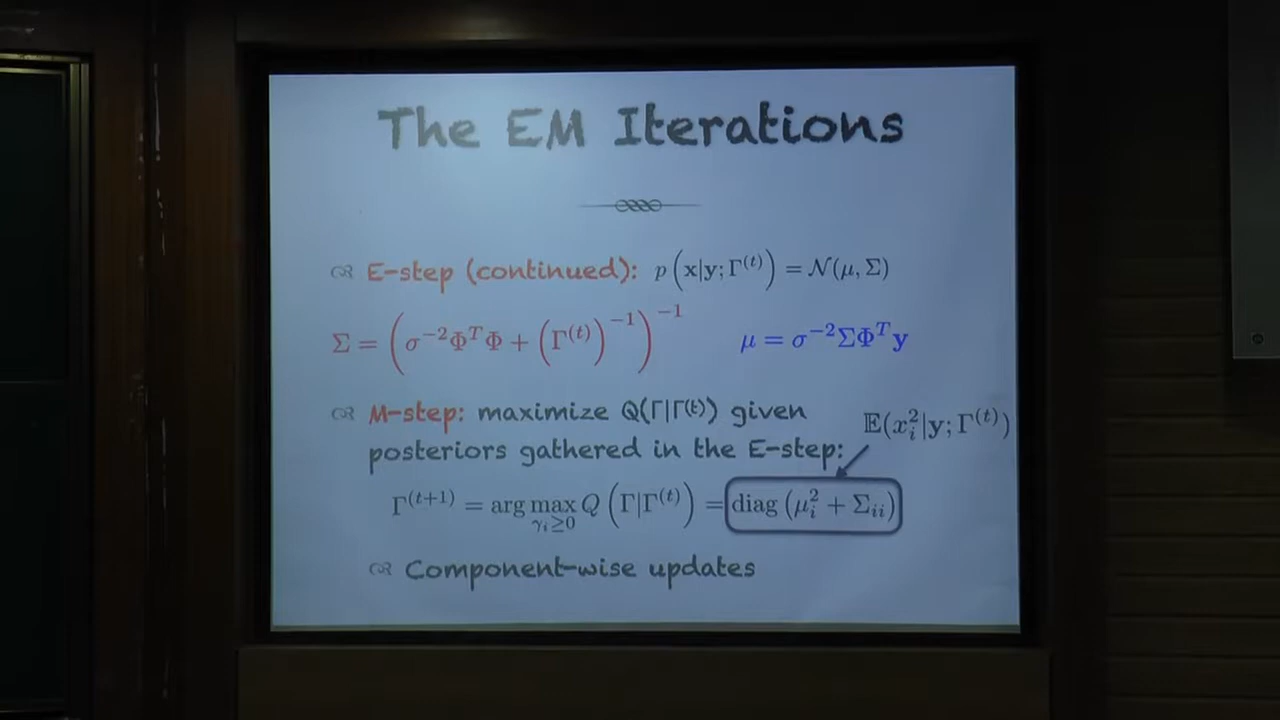 The EM Iterations
E-step (continued): p(x|y; Γ^(t)) = N(μ, Σ)
Σ = (σ^−2 Φ^T Φ + (Γ^(t))^−1)^−1    μ = σ^−2 Σ Φ^T y
M-step: maximize Q(Γ|Γ(t)) given
𝔼(x_i^2|y; Γ^(t))
posteriors gathered in the E-step:
Γ^(t+1) = arg max_{γ_i≥0} Q(Γ|Γ^(t)) = diag(μ_i^2 + Σ_ii)
Component-wise updates